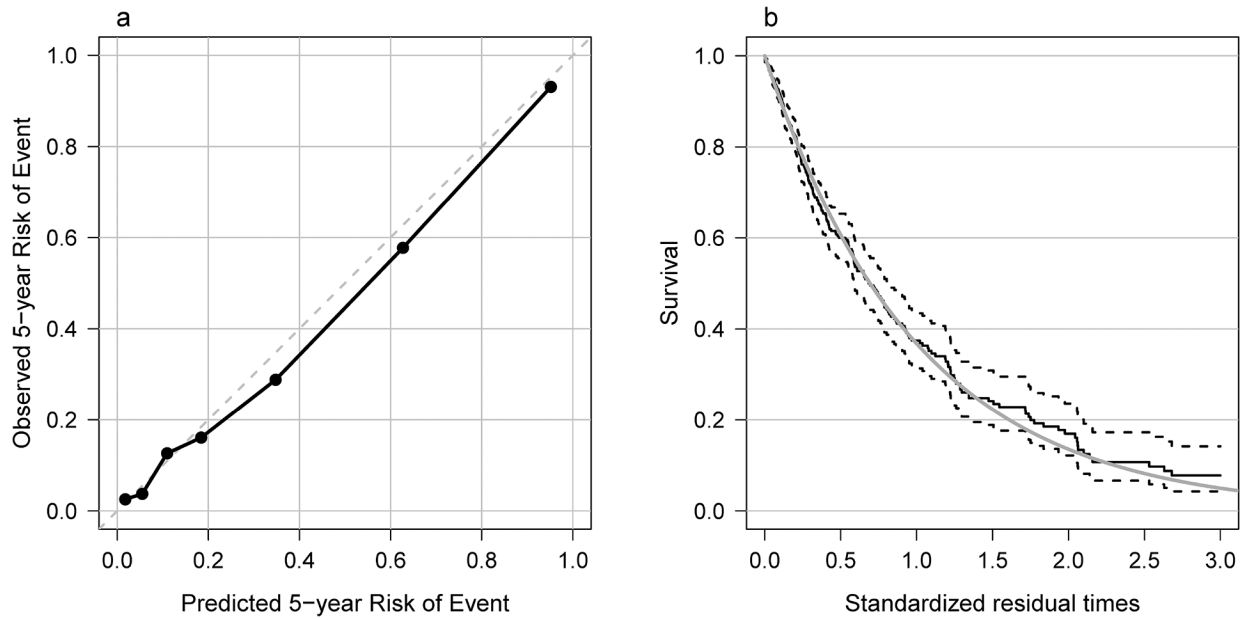 a
Observed 5−year Risk of Event
1.0
0.8
0.6
0.4
0.2
0.0
0.0 0.2 0.4 0.6 0.8 1.0
Predicted 5−year Risk of Event
b
Survival
1.0
0.8
0.6
0.4
0.2
0.0
0.0 0.5 1.0 1.5 2.0 2.5 3.0
Standardized residual times